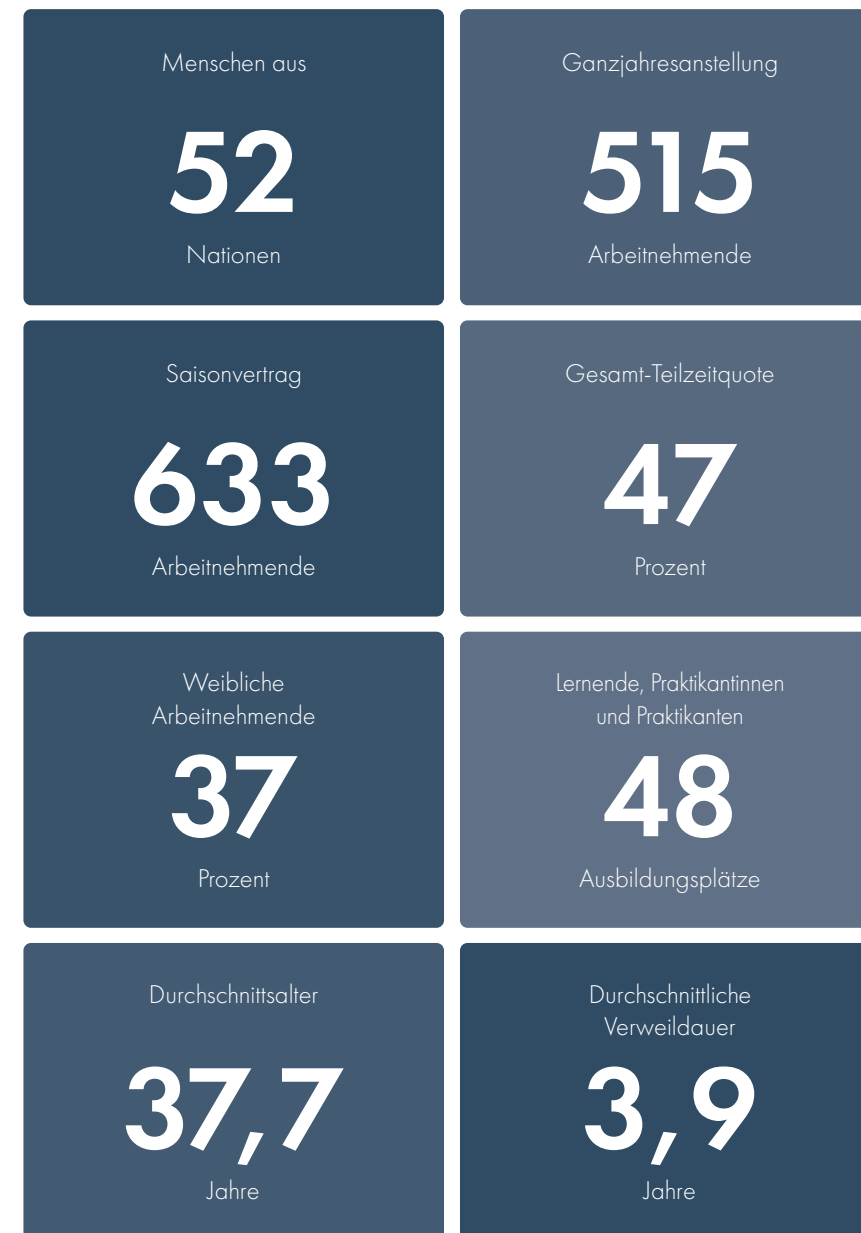 Menschen aus
52
Nationen
Ganzjahresanstellung
515
Arbeitnehmende
Saisonvertrag
633
Arbeitnehmende
Gesamt-Teilzeitquote
47
Prozent
Weibliche
Arbeitnehmende
37
Prozent
Lernende, Praktikantinnen
und Praktikanten
48
Ausbildungsplätze
Durchschnittsalter
37,7
Jahre
Durchschnittliche
Verweildauer
3,9
Jahre